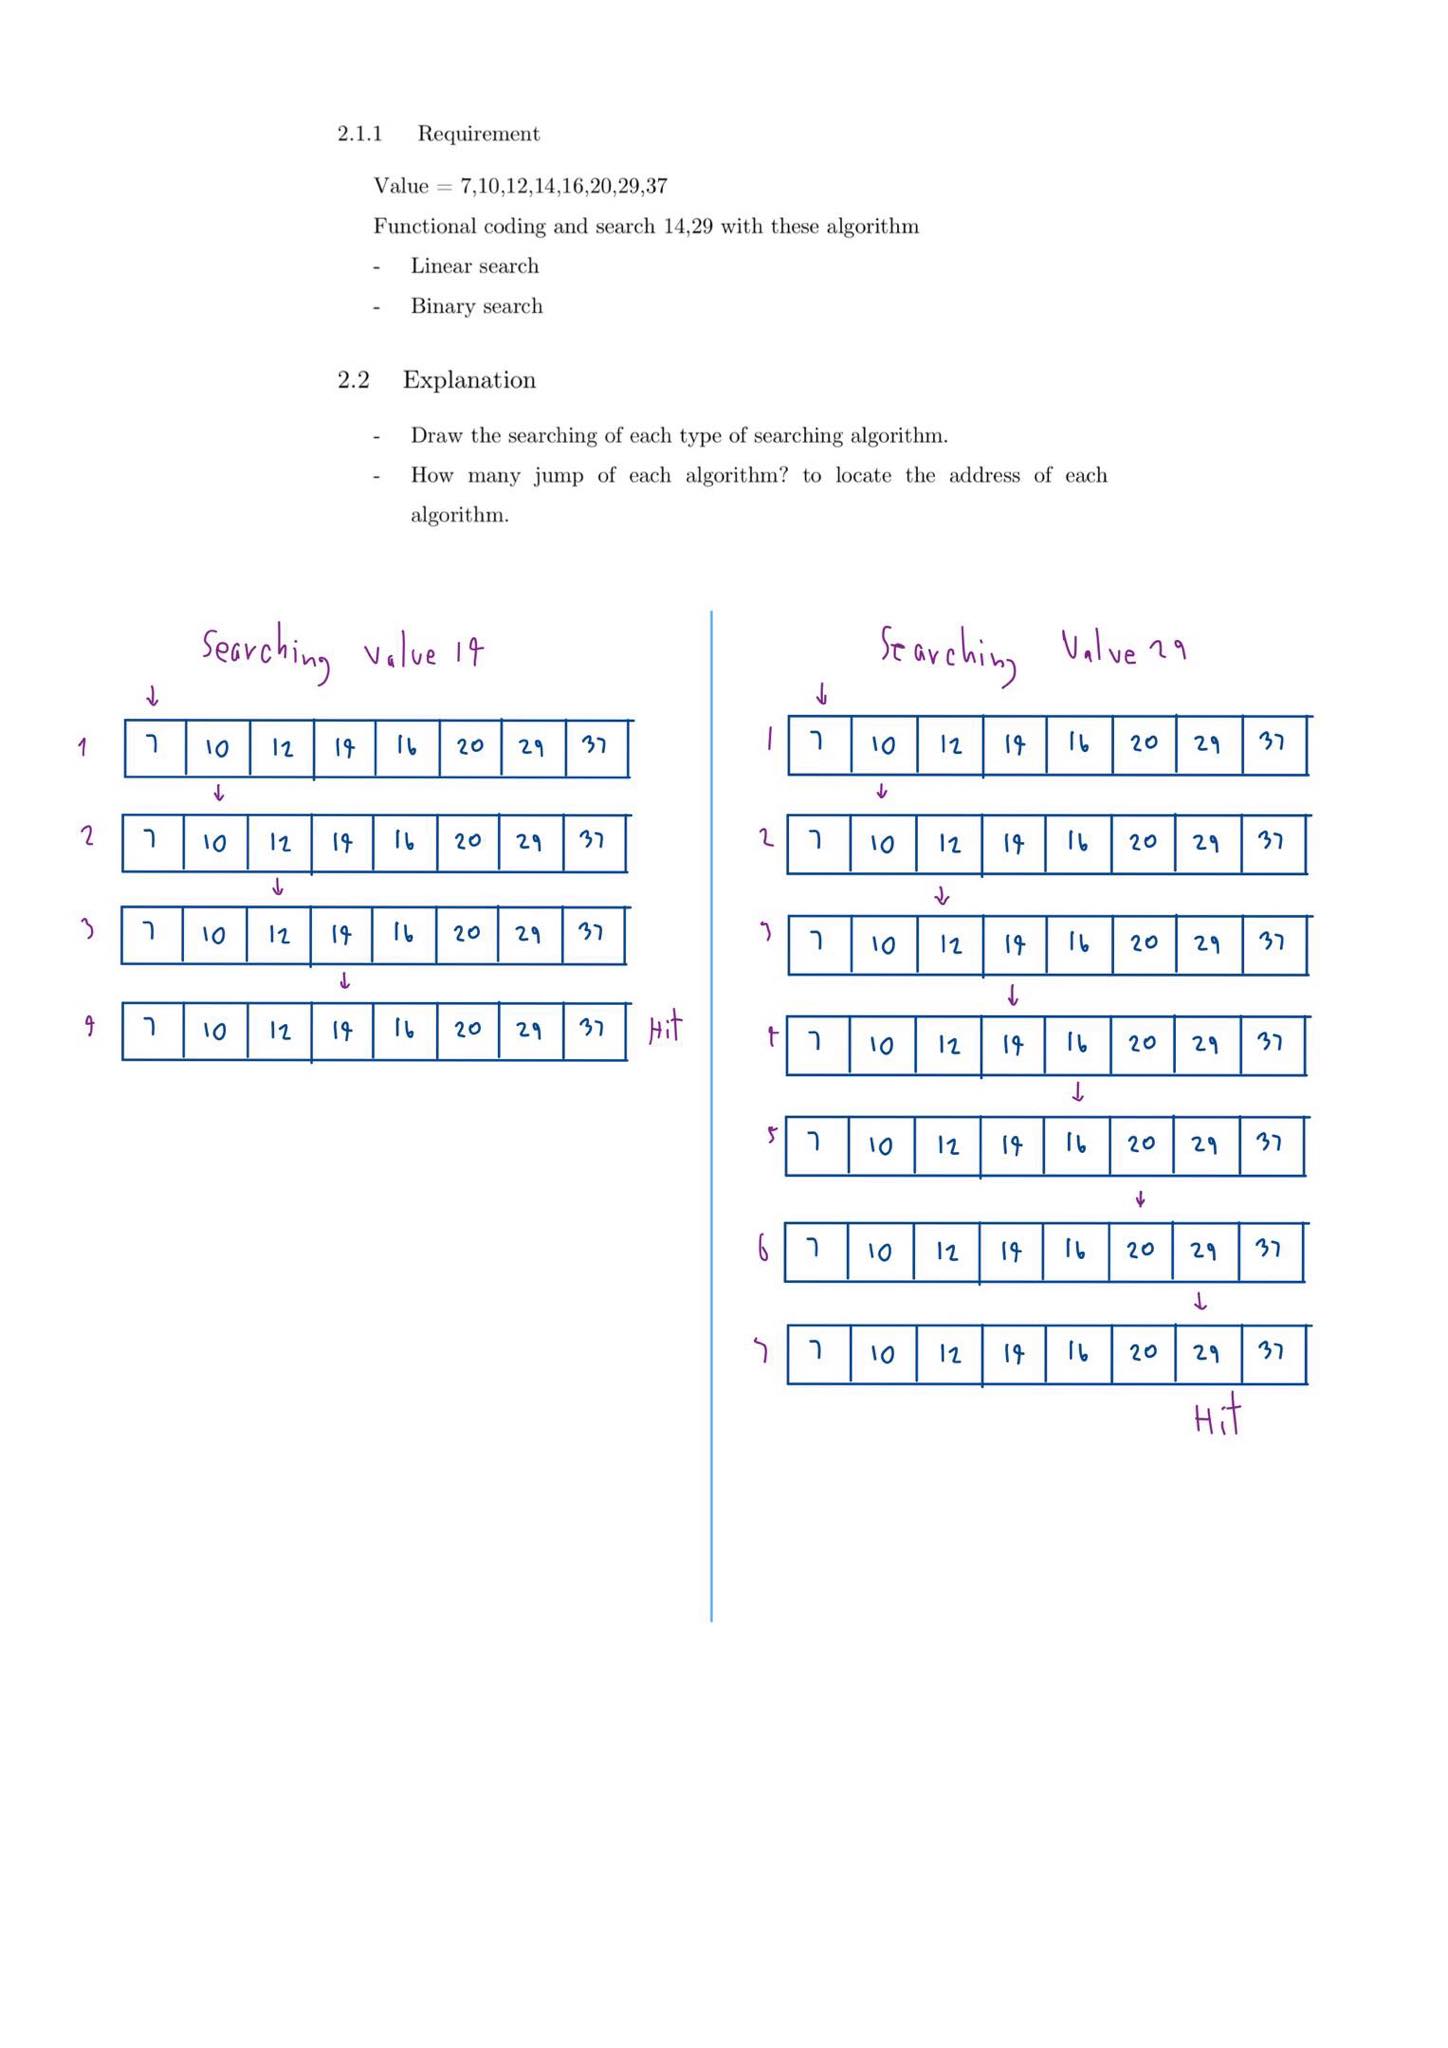 2.1.1 Requirement
Value = 7,10,12,14,16,20,29,37
Functional coding and search 14,29 with these algorithm
- Linear search
- Binary search
2.2 Explanation
- Draw the searching of each type of searching algorithm.
- How many jump of each algorithm? to locate the address of each
algorithm.
Searching value 14
1 7 10 12 14 16 20 29 37
2 7 10 12 14 16 20 29 37
3 7 10 12 14 16 20 29 37
4 7 10 12 14 16 20 29 37 Hit
Searching Value 29
1 7 10 12 14 16 20 29 37
2 7 10 12 14 16 20 29 37
3 7 10 12 14 16 20 29 37
4 7 10 12 14 16 20 29 37
5 7 10 12 14 16 20 29 37
6 7 10 12 14 16 20 29 37
7 7 10 12 14 16 20 29 37
Hit